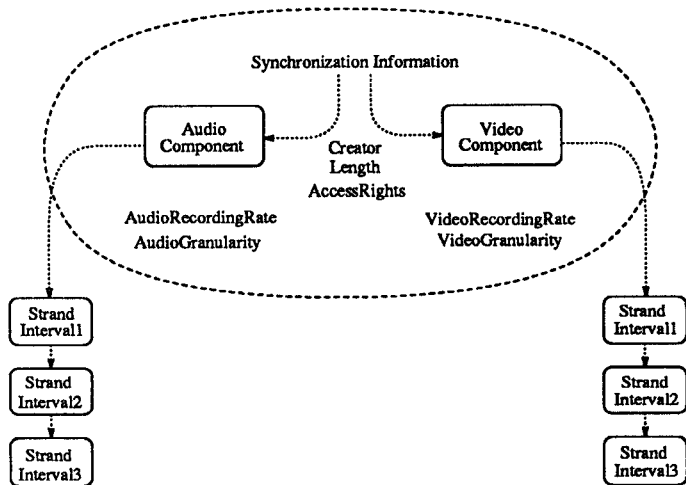 Synchronization Information
Audio
Component
Video
Component
Creator
Length
AccessRights
AudioRecordingRate
AudioGranularity
VideoRecordingRate
VideoGranularity
Strand
Interval1
Strand
Interval2
Strand
Interval3
Strand
Interval1
Strand
Interval2
Strand
Interval3